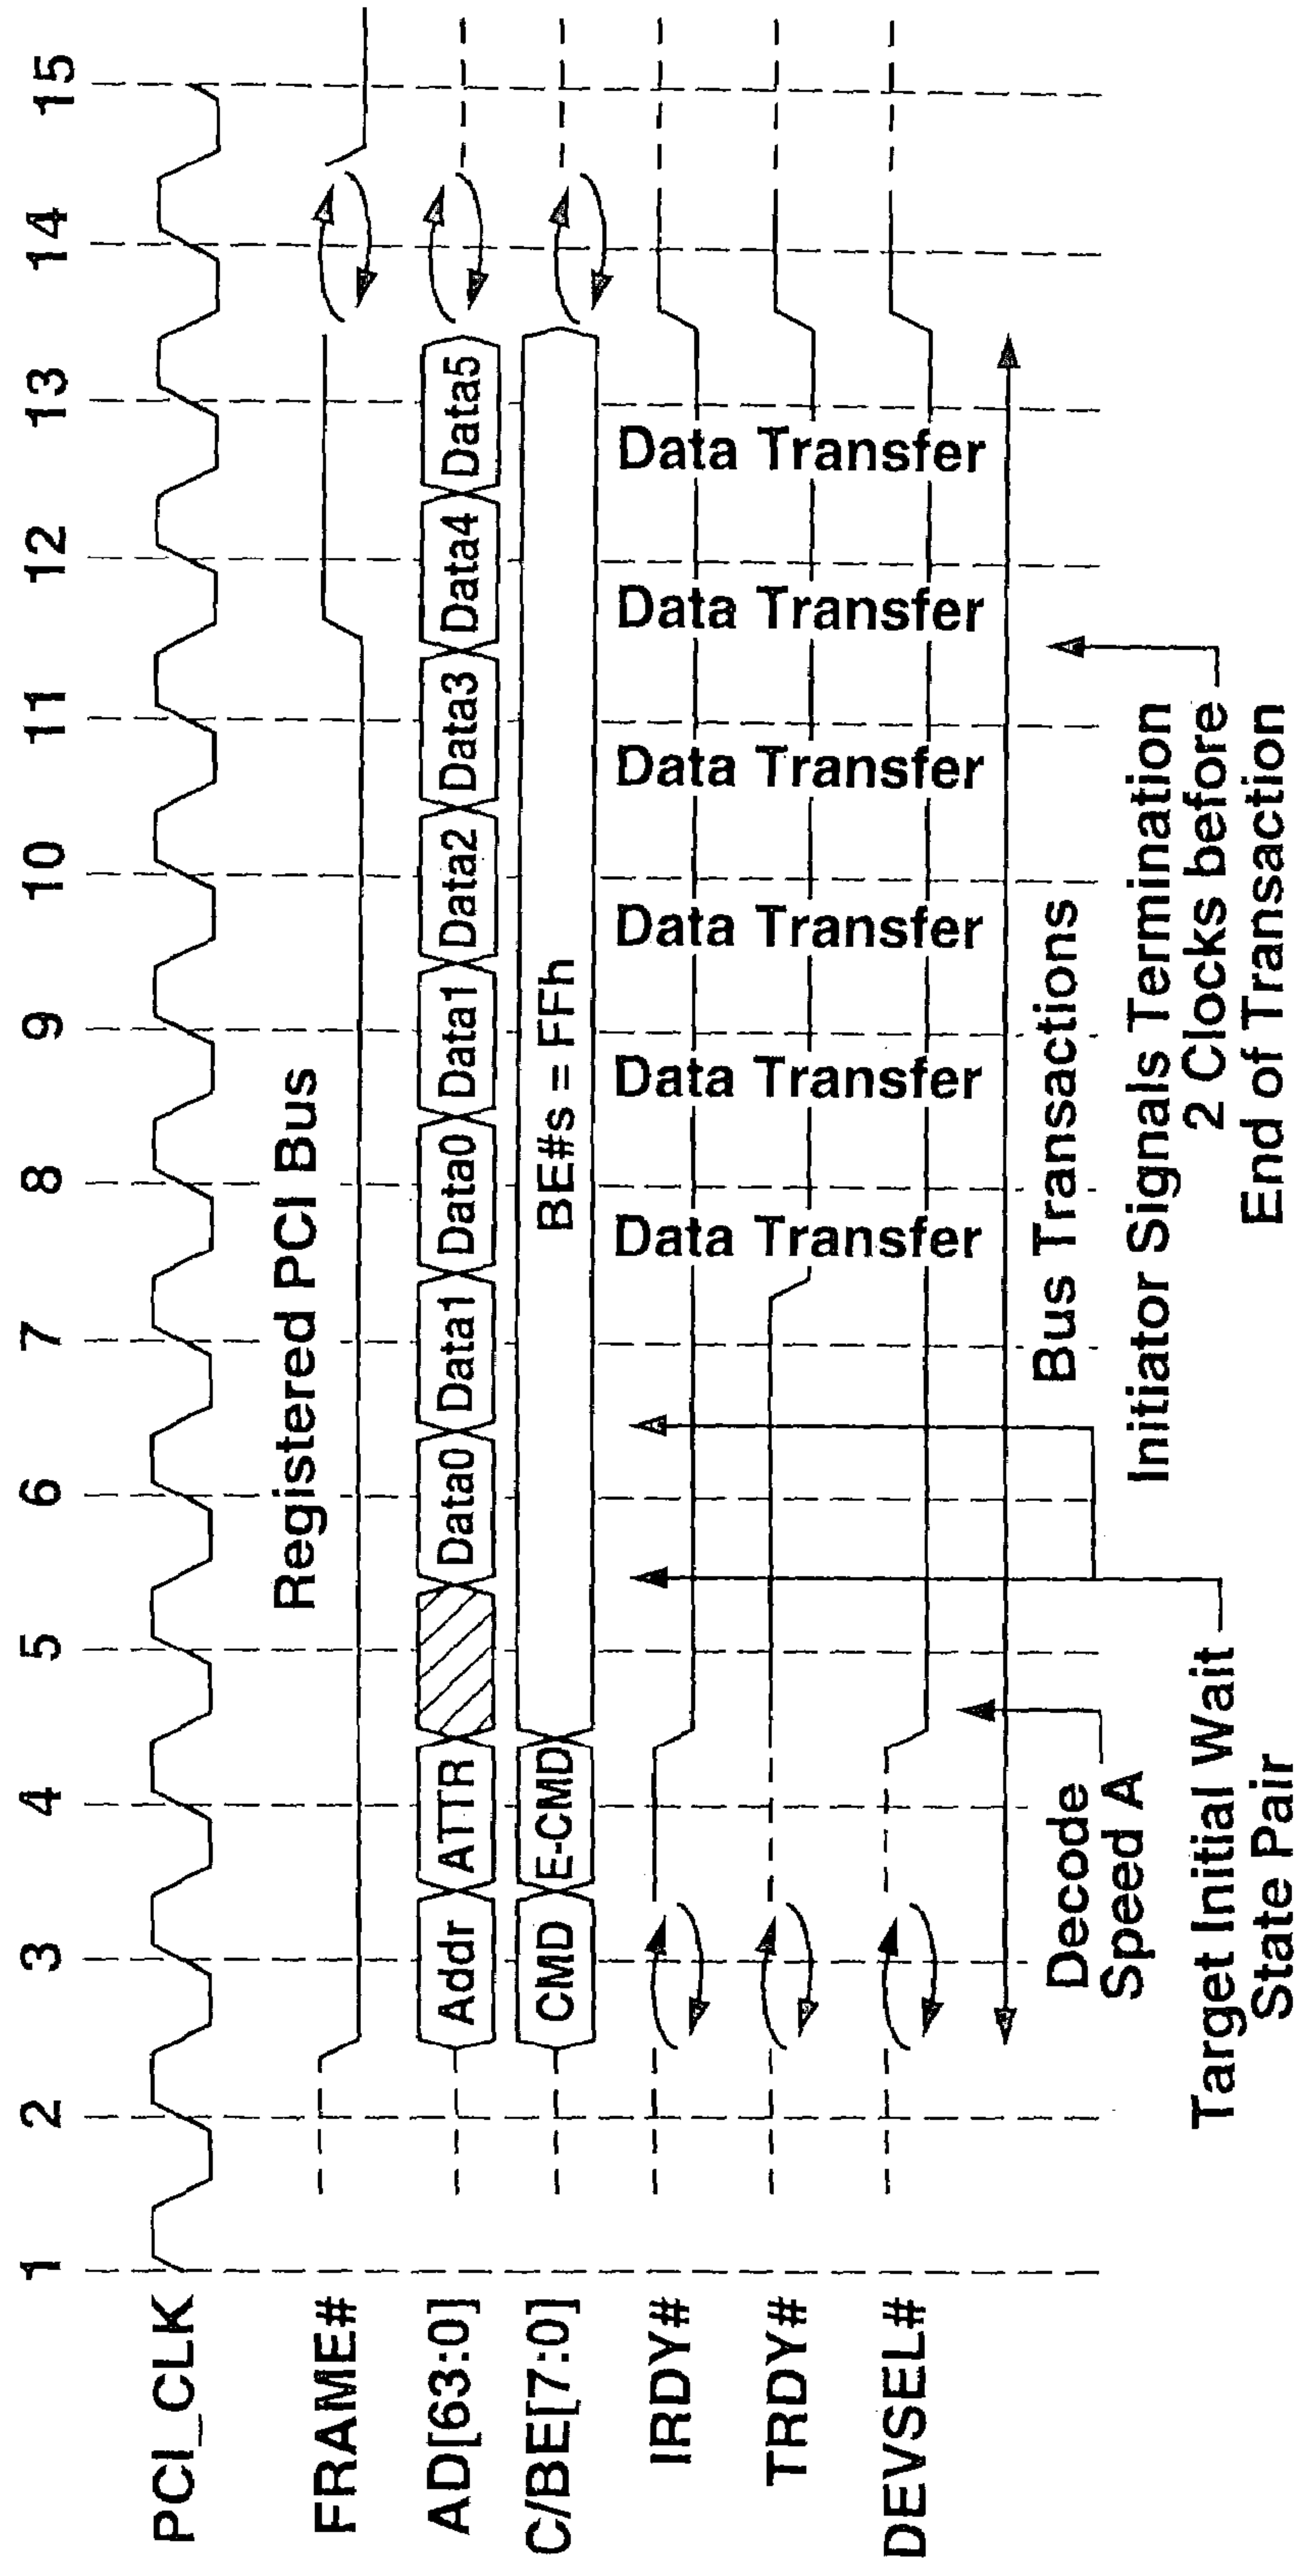 1 2 3 4 5 6 7 8 9 10 11 12 13 14 15
PCI_CLK
Registered PCI Bus
FRAME#
AD[63:0] Addr ATTR Data0 Data1 Data0 Data1 Data2 Data3 Data4 Data5
C/BE[7:0] CMD E-CMD BE#s = FFh
IRDY#
TRDY#
DEVSEL#
Data Transfer
Data Transfer
Data Transfer
Data Transfer
Data Transfer
Data Transfer
Bus Transactions
Decode
Speed A
Initiator Signals Termination
2 Clocks before
End of Transaction
Target Initial Wait
State Pair